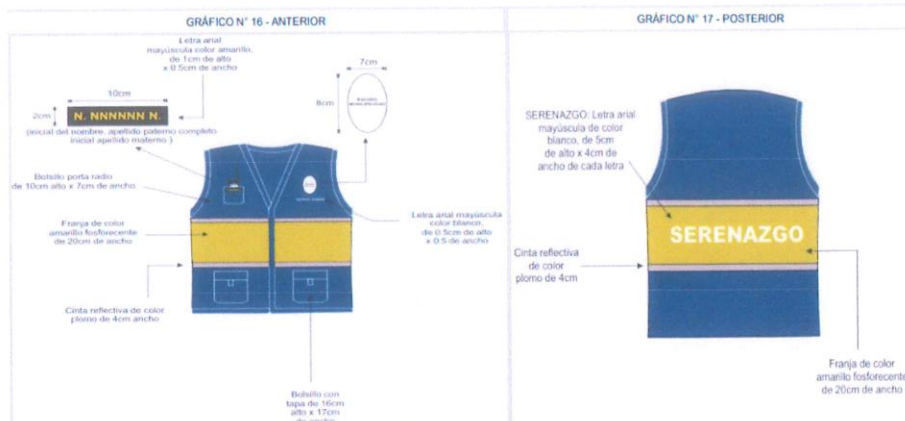 GRÁFICO N° 16 - ANTERIOR
Letra arial
mayúscula color amarillo,
de 1cm de alto
x 0.5cm de ancho
10cm
2cm
N. NNNNNN N.
(inicial del nombre, apellido paterno completo
inicial apellido materno )
7cm
8cm
Bolsillo porta radio
de 10cm alto x 7cm de ancho
Franja de color
amarillo fosforecente
de 20cm de ancho
Letra arial mayúscula
color blanco,
de 0.5cm de alto
x 0.5 de ancho
Cinta reflectiva de color
plomo de 4cm ancho
Bolsillo con
tapa de 16cm
alto x 17cm
de ancho
GRÁFICO N° 17 - POSTERIOR
SERENAZGO: Letra arial
mayúscula de color
blanco, de 5cm
de alto x 4cm de
ancho de cada letra
SERENAZGO
Cinta reflectiva
de color
plomo de 4cm
Franja de color
amarillo fosforecente
de 20cm de ancho